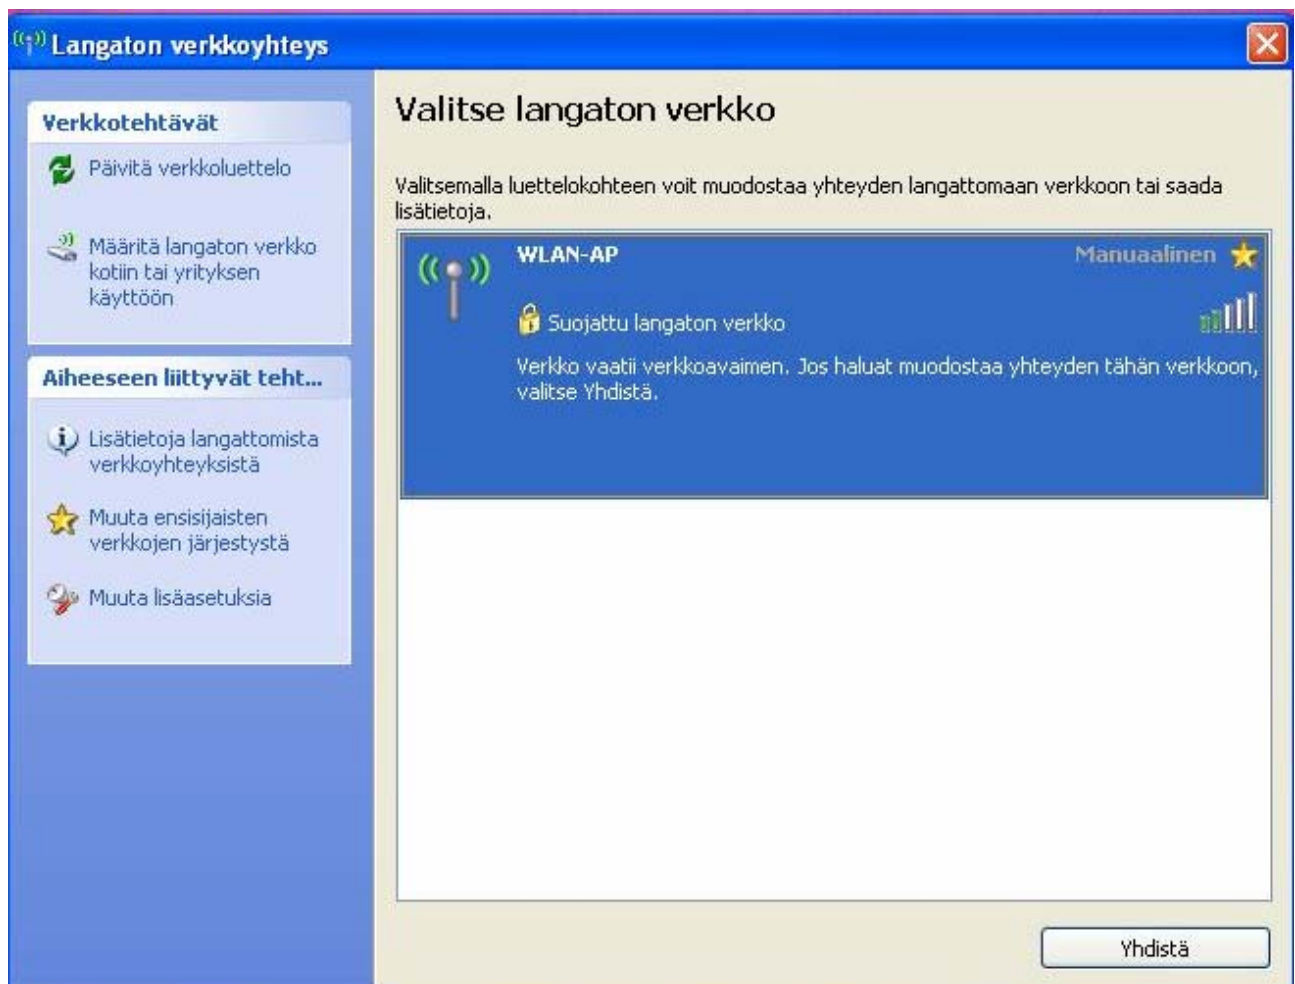 Langaton verkkoyhteys
Verkkotehtävät
Päivitä verkkoluettelo
Määritä langaton verkko
kotiin tai yrityksen
käyttöön
Aiheeseen liittyvät teht...
Lisätietoja langattomista
verkkoyhteyksistä
Muuta ensisijaisten
verkkojen järjestystä
Muuta lisäasetuksia
Valitse langaton verkko
Valitsemalla luettelokohteen voit muodostaa yhteyden langattomaan verkkoon tai saada
lisätietoja.
WLAN-AP Manuaalinen
Suojattu langaton verkko
Verkko vaatii verkkoavaimen. Jos haluat muodostaa yhteyden tähän verkkoon,
valitse Yhdistä.
Yhdistä